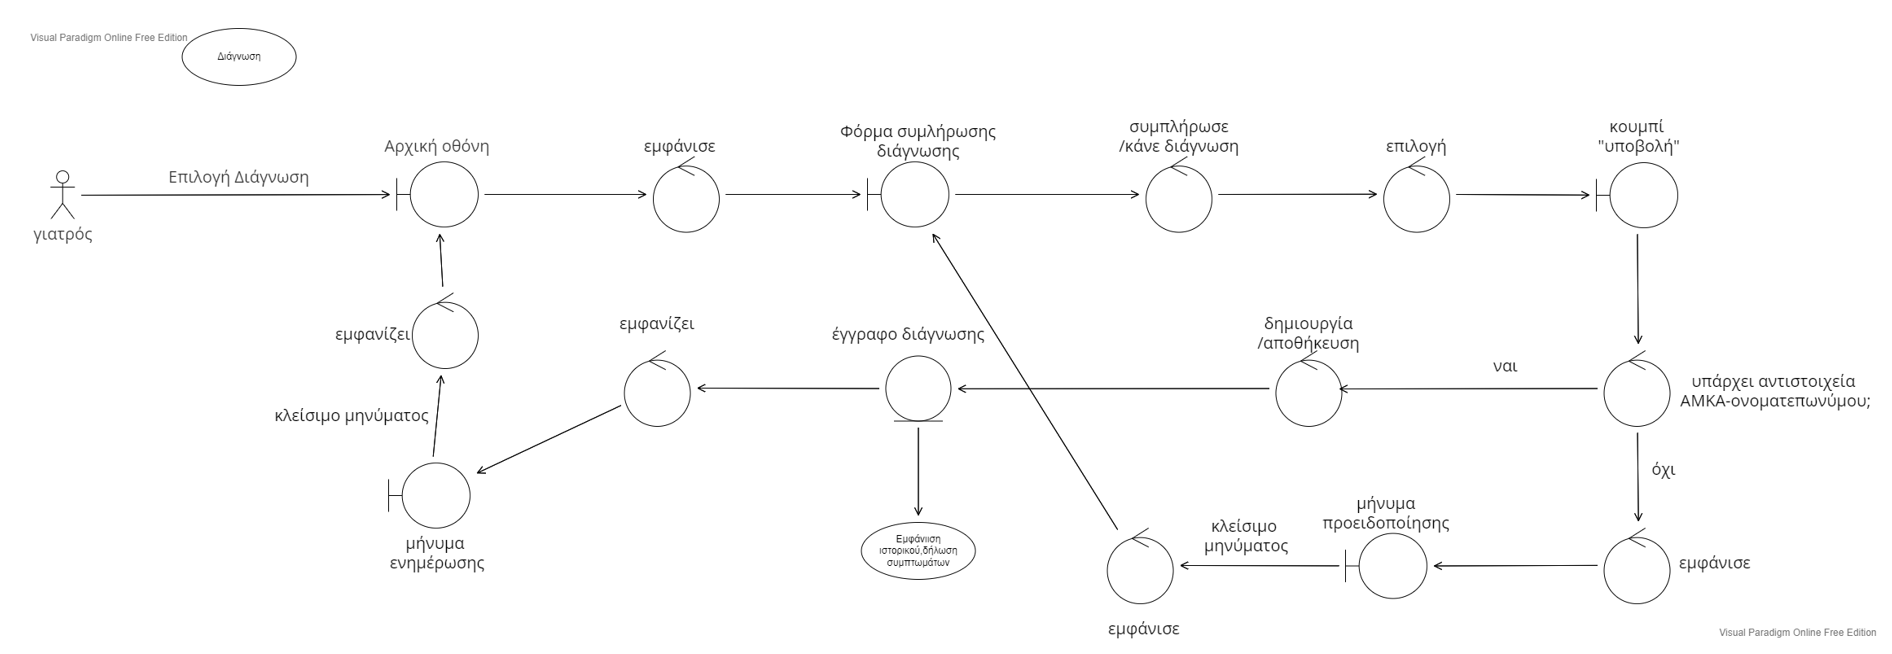 Visual Paradigm Online Free Edition
Διάγνωση
γιατρός
Επιλογή Διάγνωση
Αρχική οθόνη
εμφάνισε
Φόρμα συμλήρωσης
διάγνωσης
συμπλήρωσε
/κάνε διάγνωση
επιλογή
κουμπί
"υποβολή"
εμφανίζει
εμφανίζει
έγγραφο διάγνωσης
δημιουργία
/αποθήκευση
ναι
υπάρχει αντιστοιχεία
ΑΜΚΑ-ονοματεπωνύμου;
κλείσιμο μηνύματος
όχι
μήνυμα
ενημέρωσης
Εμφάνιιση
ιστορικού,δήλωση
συμπτωμάτων
κλείσιμο
μηνύματος
μήνυμα
προειδοποίησης
εμφάνισε
εμφάνισε
Visual Paradigm Online Free Edition